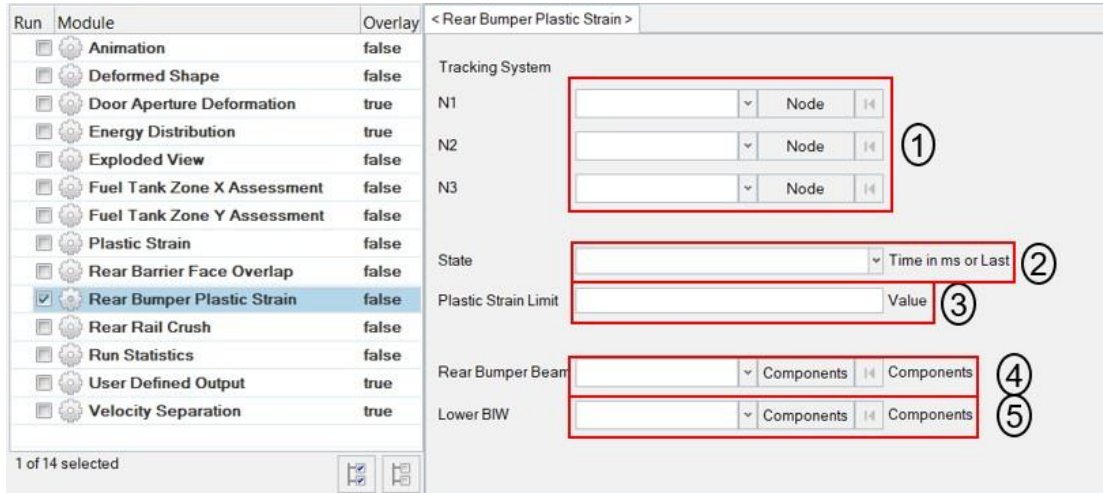 Run Module Overlay
Animation false
Deformed Shape false
Door Aperture Deformation true
Energy Distribution true
Exploded View false
Fuel Tank Zone X Assessment false
Fuel Tank Zone Y Assessment false
Plastic Strain false
Rear Barrier Face Overlap false
Rear Bumper Plastic Strain false
Rear Rail Crush false
Run Statistics false
User Defined Output true
Velocity Separation true
1 of 14 selected
< Rear Bumper Plastic Strain >
Tracking System
N1 Node
N2 Node
N3 Node
1
State Time in ms or Last 2
Plastic Strain Limit Value 3
Rear Bumper Beam Components Components 4
Lower BIW Components Components 5